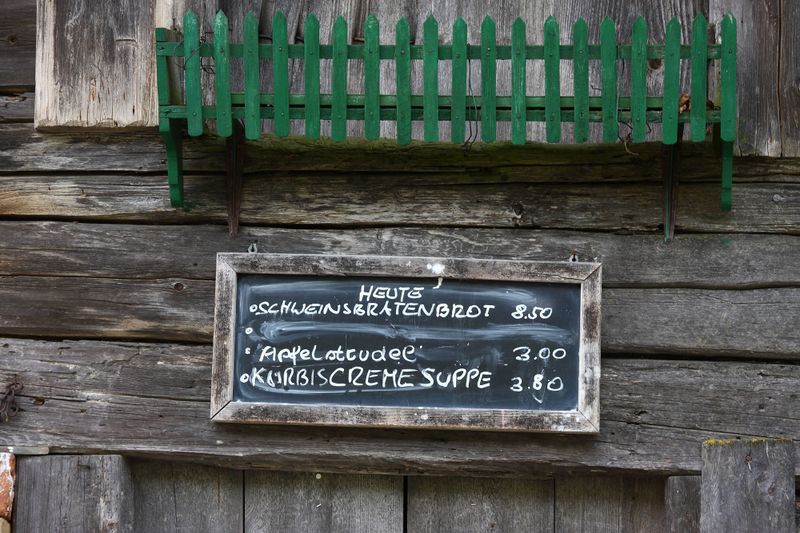 HEUTE
SCHWEINSBRATENBROT 8.50
Apfelstrudel 3.00
KÜRBISCREMESUPPE 3.80